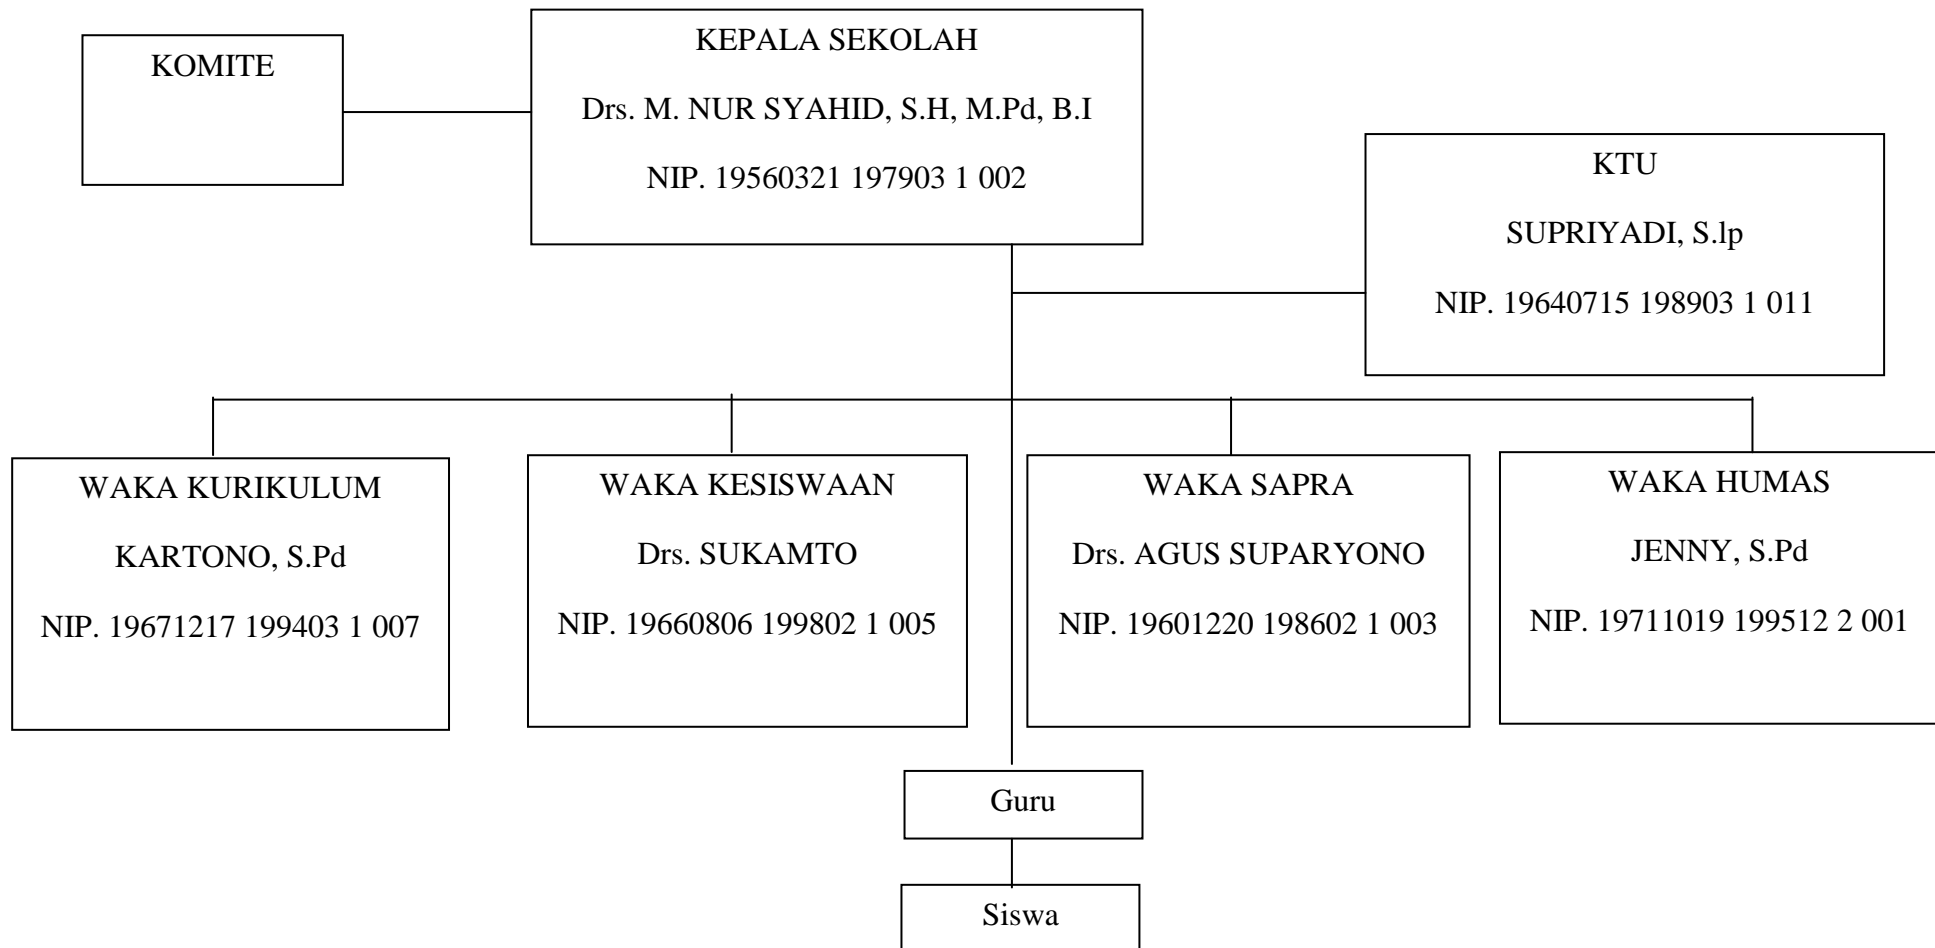 KOMITE
KEPALA SEKOLAH
Drs. M. NUR SYAHID, S.H, M.Pd, B.I
NIP. 19560321 197903 1 002
KTU
SUPRIYADI, S.lp
NIP. 19640715 198903 1 011
WAKA KURIKULUM
KARTONO, S.Pd
NIP. 19671217 199403 1 007
WAKA KESISWAAN
Drs. SUKAMTO
NIP. 19660806 199802 1 005
WAKA SAPRA
Drs. AGUS SUPARYONO
NIP. 19601220 198602 1 003
WAKA HUMAS
JENNY, S.Pd
NIP. 19711019 199512 2 001
Guru
Siswa